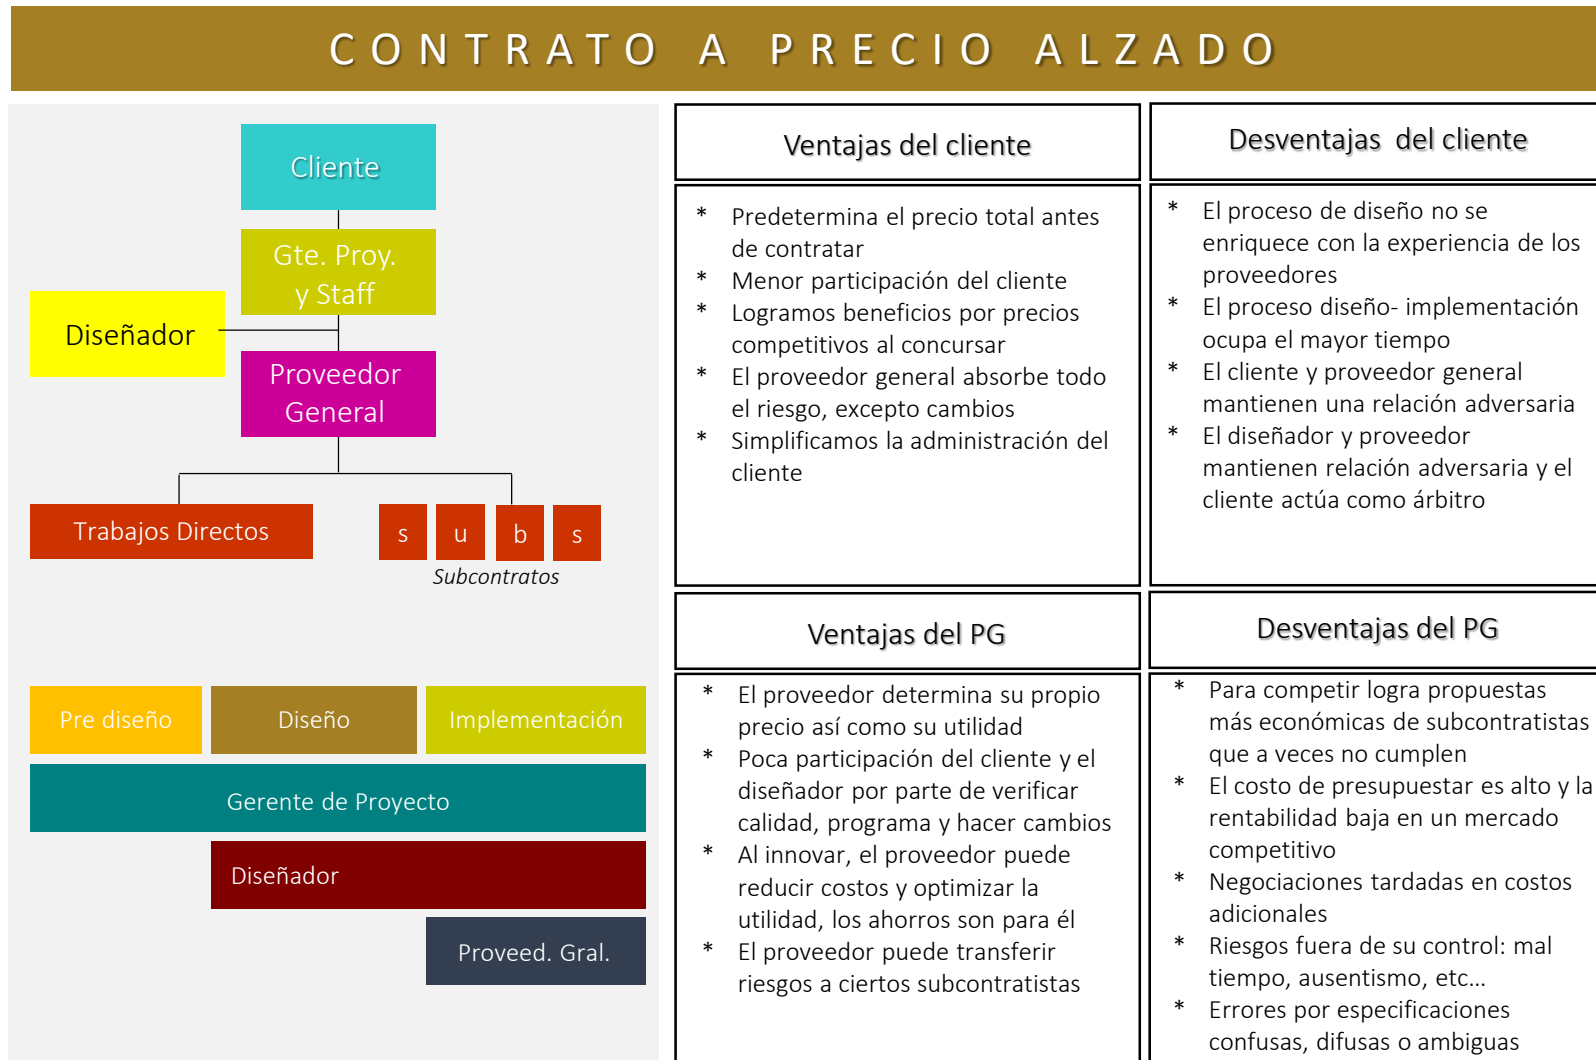 CONTRATO A PRECIO ALZADO
Cliente
Gte. Proy.
y Staff
Diseñador
Proveedor
General
Trabajos Directos
s u b s
Subcontratos
Pre diseño
Diseño
Implementación
Gerente de Proyecto
Diseñador
Proveed. Gral.
Ventajas del cliente
* Predetermina el precio total antes
de contratar
* Menor participación del cliente
* Logramos beneficios por precios
competitivos al concursar
* El proveedor general absorbe todo
el riesgo, excepto cambios
* Simplificamos la administración del
cliente
Desventajas del cliente
* El proceso de diseño no se
enriquece con la experiencia de los
proveedores
* El proceso diseño- implementación
ocupa el mayor tiempo
* El cliente y proveedor general
mantienen una relación adversaria
* El diseñador y proveedor
mantienen relación adversaria y el
cliente actúa como árbitro
Ventajas del PG
* El proveedor determina su propio
precio así como su utilidad
* Poca participación del cliente y el
diseñador por parte de verificar
calidad, programa y hacer cambios
* Al innovar, el proveedor puede
reducir costos y optimizar la
utilidad, los ahorros son para él
* El proveedor puede transferir
riesgos a ciertos subcontratistas
Desventajas del PG
* Para competir logra propuestas
más económicas de subcontratistas
que a veces no cumplen
* El costo de presupuestar es alto y la
rentabilidad baja en un mercado
competitivo
* Negociaciones tardadas en costos
adicionales
* Riesgos fuera de su control: mal
tiempo, ausentismo, etc…
* Errores por especificaciones
confusas, difusas o ambiguas